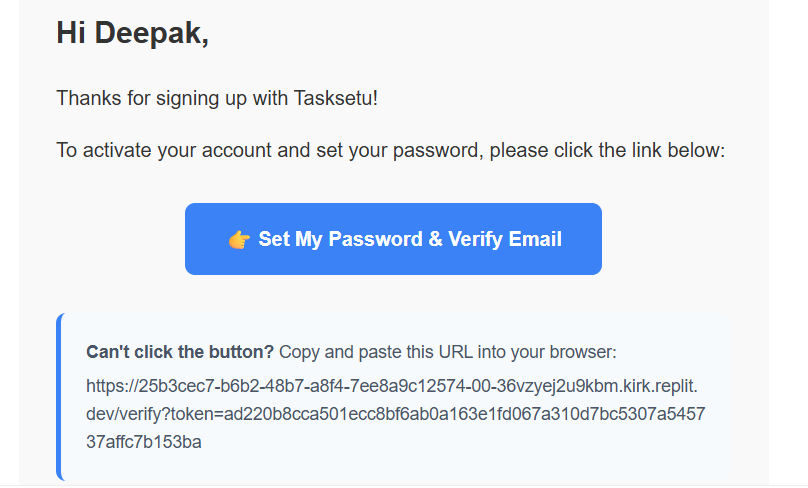 Hi Deepak,
Thanks for signing up with Tasksetu!
To activate your account and set your password, please click the link below:
👉 Set My Password & Verify Email
Can't click the button? Copy and paste this URL into your browser:
https://25b3cec7-b6b2-48b7-a8f4-7ee8a9c12574-00-36vzyej2u9kbm.kirk.replit.
dev/verify?token=ad220b8cca501ecc8bf6ab0a163e1fd067a310d7bc5307a5457
37affc7b153ba